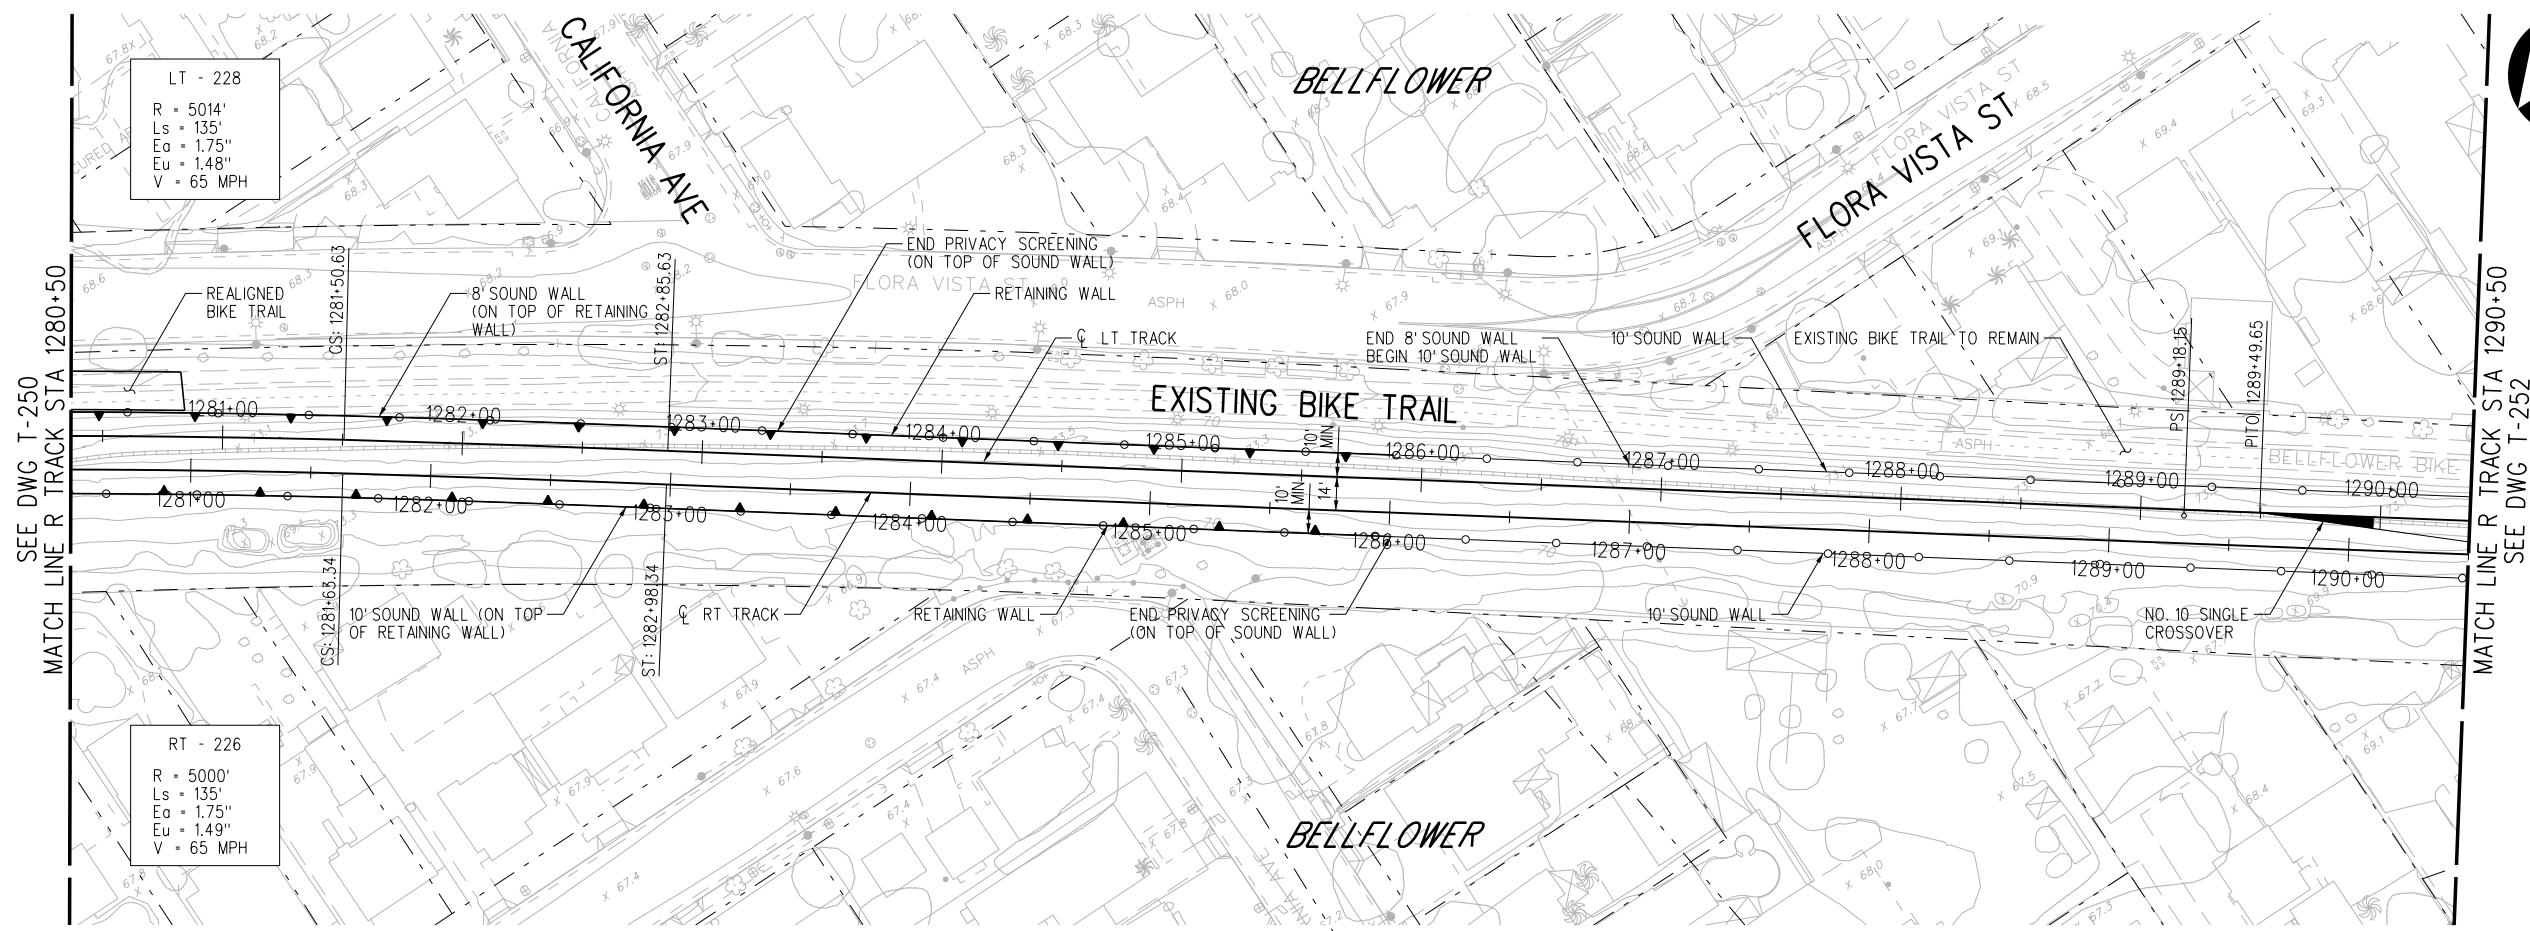 LT - 228
R = 5014'
Ls = 135'
Ea = 1.75"
Eu = 1.48"
V = 65 MPH
CALIFORNIA AVE
BELLFLOWER
FLORA VISTA ST
FLORA VISTA ST
FLORA VISTA ST
SEE DWG T-250
MATCH LINE R TRACK STA 1280+50
SEE DWG T-252
MATCH LINE R TRACK STA 1290+50
REALIGNED
BIKE TRAIL
CS: 1281+50.63
8' SOUND WALL
(ON TOP OF RETAINING
WALL)
ST: 1282+85.63
END PRIVACY SCREENING
(ON TOP OF SOUND WALL)
RETAINING WALL
℄ LT TRACK
ASPH
END 8' SOUND WALL
BEGIN 10' SOUND WALL
10' SOUND WALL
EXISTING BIKE TRAIL TO REMAIN
PS: 1289+18.15
PITO: 1289+49.65
EXISTING BIKE TRAIL
ASPH
BELLFLOWER BIKE
1281+00
1282+00
1283+00
1284+00
1285+00
1286+00
1287+00
1288+00
1289+00
1290+00
10'
MIN
14'
10'
MIN
1281+00
1282+00
1283+00
1284+00
1285+00
1286+00
1287+00
1288+00
1289+00
1290+00
CS: 1281+63.34
10' SOUND WALL (ON TOP
OF RETAINING WALL)
ST: 1282+98.34
℄ RT TRACK
RETAINING WALL
END PRIVACY SCREENING
(ON TOP OF SOUND WALL)
10' SOUND WALL
NO. 10 SINGLE
CROSSOVER
ASPH
RT - 226
R = 5000'
Ls = 135'
Ea = 1.75"
Eu = 1.49"
V = 65 MPH
BELLFLOWER